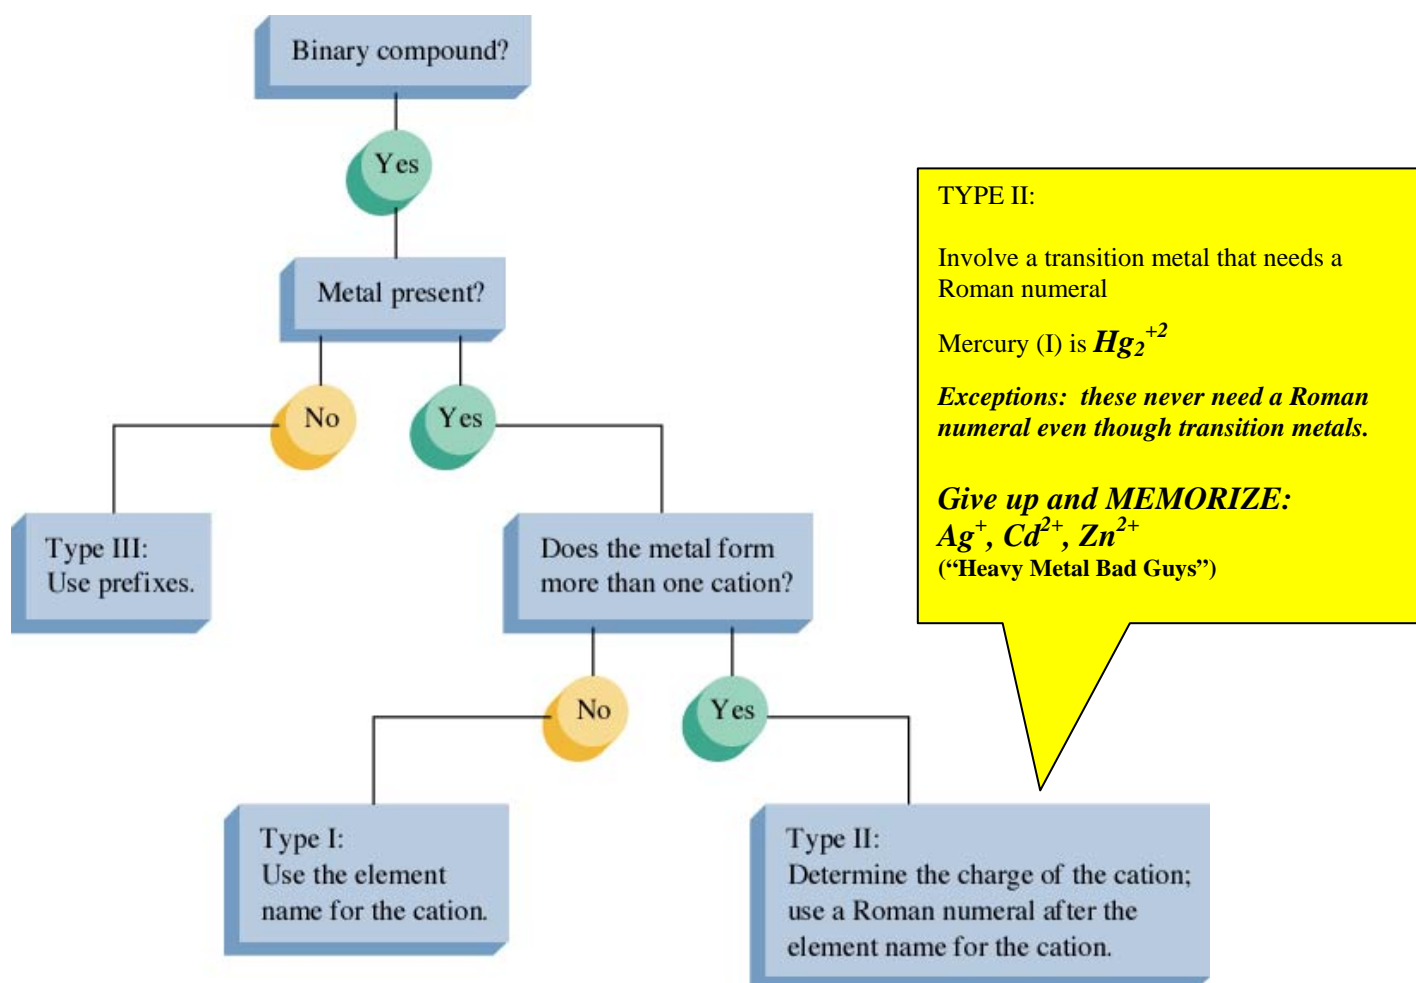 Binary compound?
Yes
Metal present?
No
Yes
Type III:
Use prefixes.
Does the metal form
more than one cation?
No
Yes
Type I:
Use the element
name for the cation.
Type II:
Determine the charge of the cation;
use a Roman numeral after the
element name for the cation.
TYPE II:
Involve a transition metal that needs a
Roman numeral
Mercury (I) is Hg₂⁺²
Exceptions: these never need a Roman
numeral even though transition metals.
Give up and MEMORIZE:
Ag⁺, Cd²⁺, Zn²⁺
(“Heavy Metal Bad Guys”)